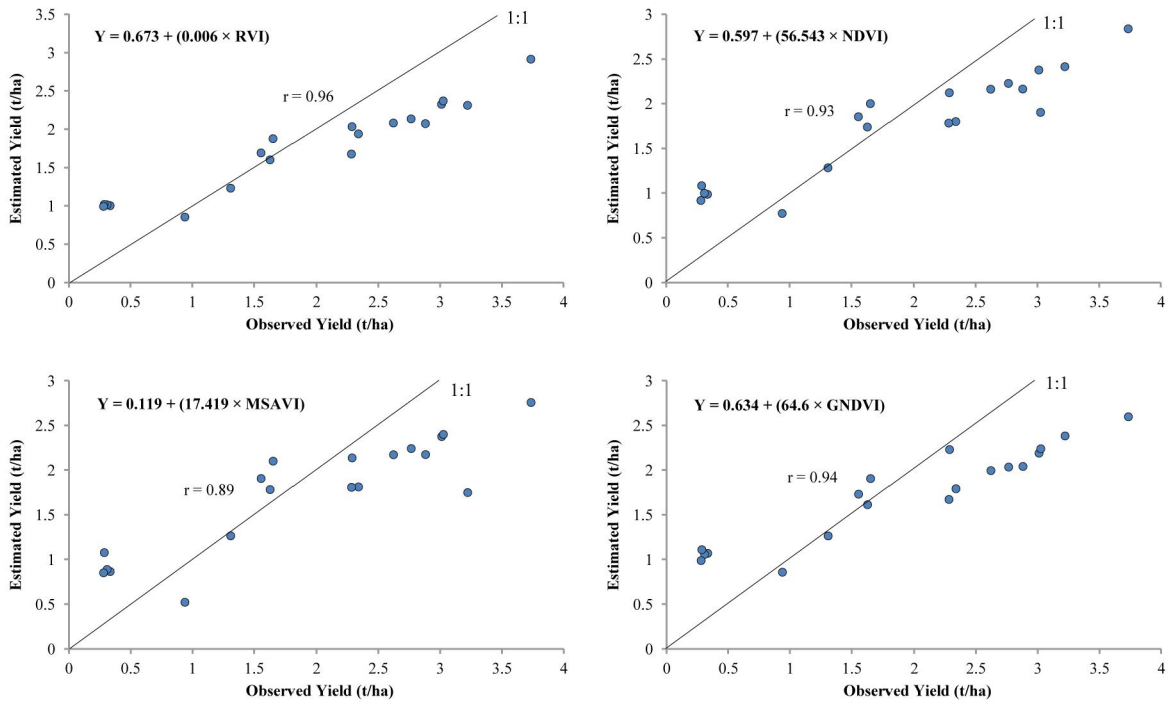 Y = 0.673 + (0.006 × RVI)
1:1
r = 0.96
Estimated Yield (t/ha)
3.5
3
2.5
2
1.5
1
0.5
0
0 0.5 1 1.5 2 2.5 3 3.5 4
Observed Yield (t/ha)
Y = 0.597 + (56.543 × NDVI)
1:1
r = 0.93
Estimated Yield (t/ha)
3
2.5
2
1.5
1
0.5
0
0 0.5 1 1.5 2 2.5 3 3.5 4
Observed Yield (t/ha)
Y = 0.119 + (17.419 × MSAVI)
1:1
r = 0.89
Estimated Yield (t/ha)
3
2.5
2
1.5
1
0.5
0
0 0.5 1 1.5 2 2.5 3 3.5 4
Observed Yield (t/ha)
Y = 0.634 + (64.6 × GNDVI)
1:1
r = 0.94
Estimated Yield (t/ha)
3
2.5
2
1.5
1
0.5
0
0 0.5 1 1.5 2 2.5 3 3.5 4
Observed Yield (t/ha)